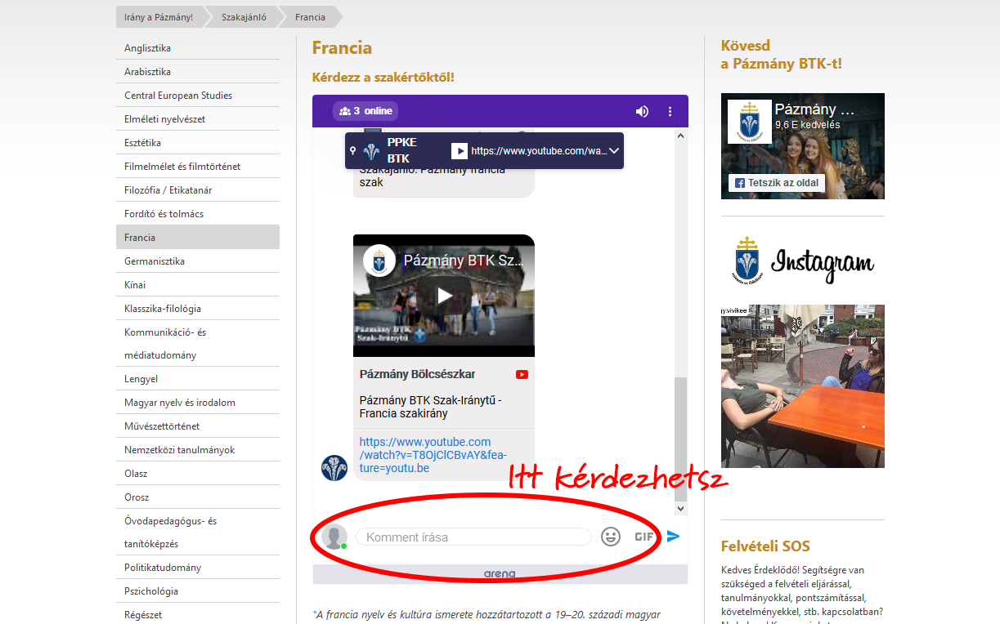 Irány a Pázmány!
Szakajánló
Francia
Anglisztika
Arabisztika
Central European Studies
Elméleti nyelvészet
Esztétika
Filmelmélet és filmtörténet
Filozófia / Etikatanár
Fordító és tolmács
Francia
Germanisztika
Kínai
Klasszika-filológia
Kommunikáció- és
médiatudomány
Lengyel
Magyar nyelv és irodalom
Művészettörténet
Nemzetközi tanulmányok
Olasz
Orosz
Óvodapedagógus- és
tanítóképzés
Politikatudomány
Pszichológia
Régészet
Francia
Kérdezz a szakértőktől!
3 online
PPKE
BTK
https://www.youtube.com/wa...
Szakajánló: Pázmány francia
szak
Pázmány BTK Sz...
Pázmány BTK
Szak-Iránytű
Pázmány Bölcsészkar
Pázmány BTK Szak-Iránytű -
Francia szakirány
https://www.youtube.com
/watch?v=T8OjClCBvAY&fea-
ture=youtu.be
Itt kérdezhetsz
Komment írása
GIF
arena
"A francia nyelv és kultúra ismerete hozzátartozott a 19–20. századi magyar
Kövesd
a Pázmány BTK-t!
Pázmány ...
9,6 E kedvelés
Tetszik az oldal
Instagram
gy.vivikee
Felvételi SOS
Kedves Érdeklődő! Segítségre van
szükséged a felvételi eljárással,
tanulmányokkal, pontszámítással,
követelményekkel, stb. kapcsolatban?